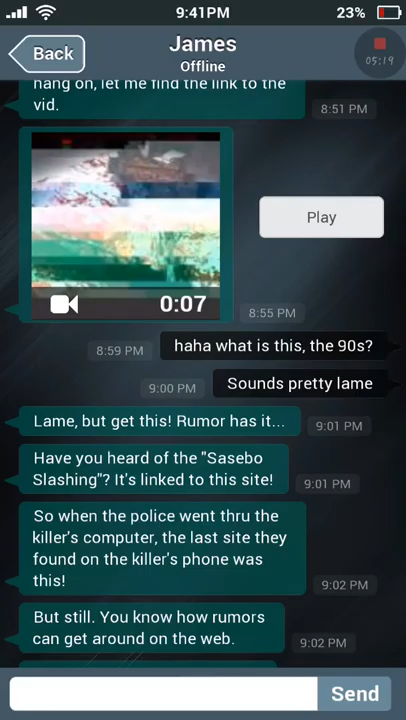 9:41PM
23%
Back
James
Offline
05:19
hang on, let me find the link to the
vid.
8:51 PM
Play
0:07
8:55 PM
haha what is this, the 90s?
8:59 PM
Sounds pretty lame
9:00 PM
Lame, but get this! Rumor has it...
9:01 PM
Have you heard of the "Sasebo
Slashing"? It's linked to this site!
9:01 PM
So when the police went thru the
killer's computer, the last site they
found on the killer's phone was
this!
9:02 PM
But still. You know how rumors
can get around on the web.
9:02 PM
Send